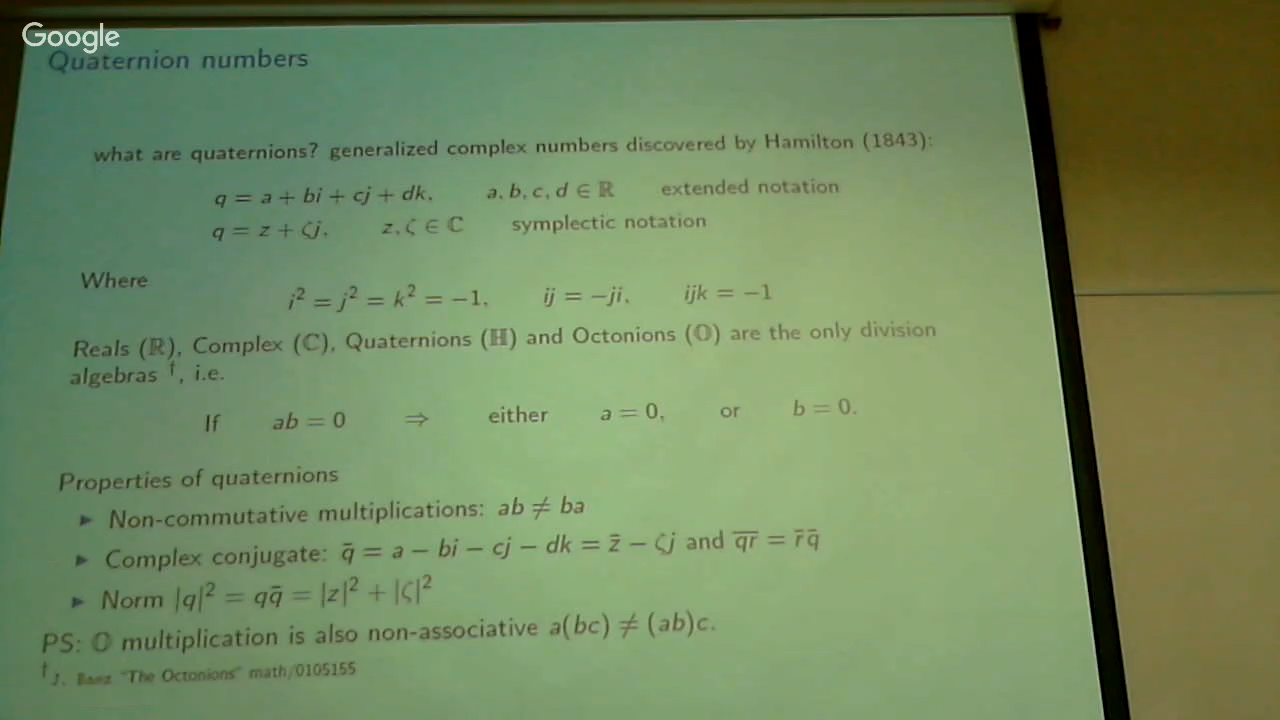 Google
Quaternion numbers
what are quaternions? generalized complex numbers discovered by Hamilton (1843):
q = a + bi + cj + dk, a, b, c, d ∈ ℝ extended notation
q = z + ζj, z, ζ ∈ ℂ symplectic notation
Where
i² = j² = k² = −1, ij = −ji, ijk = −1
Reals (ℝ), Complex (ℂ), Quaternions (ℍ) and Octonions (𝕆) are the only division
algebras †, i.e.
If ab = 0 ⇒ either a = 0, or b = 0.
Properties of quaternions
▶ Non-commutative multiplications: ab ≠ ba
▶ Complex conjugate: q̄ = a − bi − cj − dk = z̄ − ζj and q̅r̅ = r̄q̄
▶ Norm |q|² = qq̄ = |z|² + |ζ|²
PS: 𝕆 multiplication is also non-associative a(bc) ≠ (ab)c.
† J. Baez "The Octonions" math/0105155